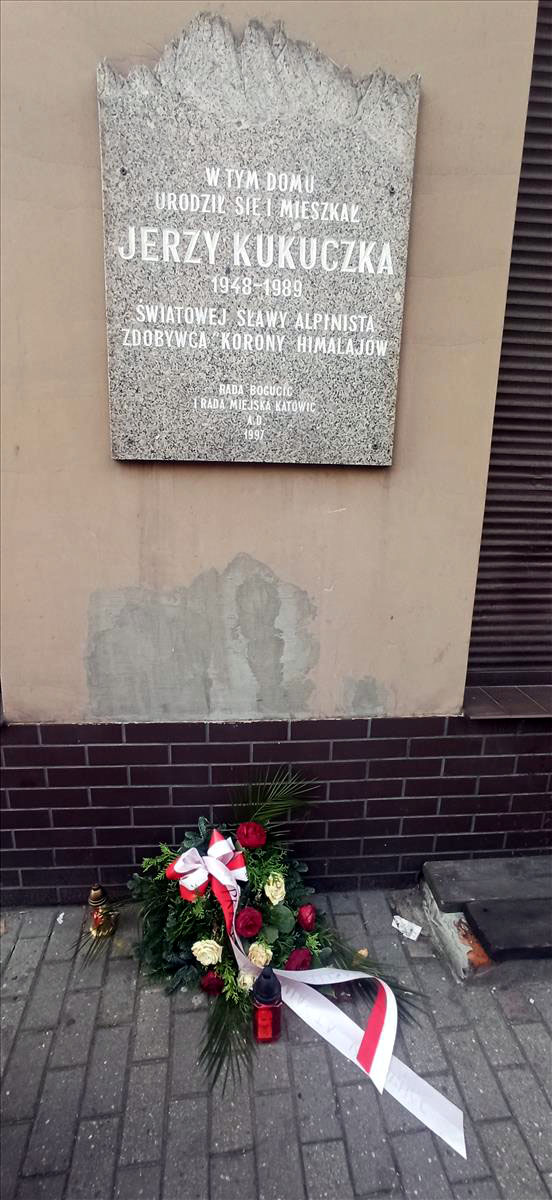 W TYM DOMU
URODZIŁ SIĘ I MIESZKAŁ
JERZY KUKUCZKA
1948-1989
ŚWIATOWEJ SŁAWY ALPINISTA
ZDOBYWCA KORONY HIMALAJÓW
RADA BOGUCIC
I RADA MIEJSKA KATOWIC
A.D.
1997